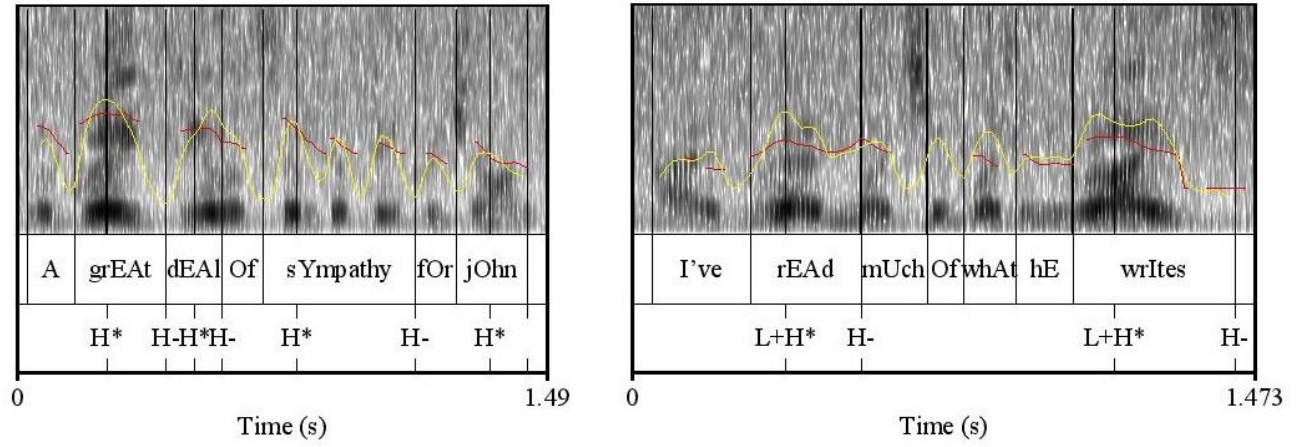 A grEAt dEAl Of sYmpathy fOr jOhn
H* H- H* H- H* H- H*
0 1.49
Time (s)
I've rEAd mUch Of whAt hE wrItes
L+H* H- L+H* H-
0 1.473
Time (s)